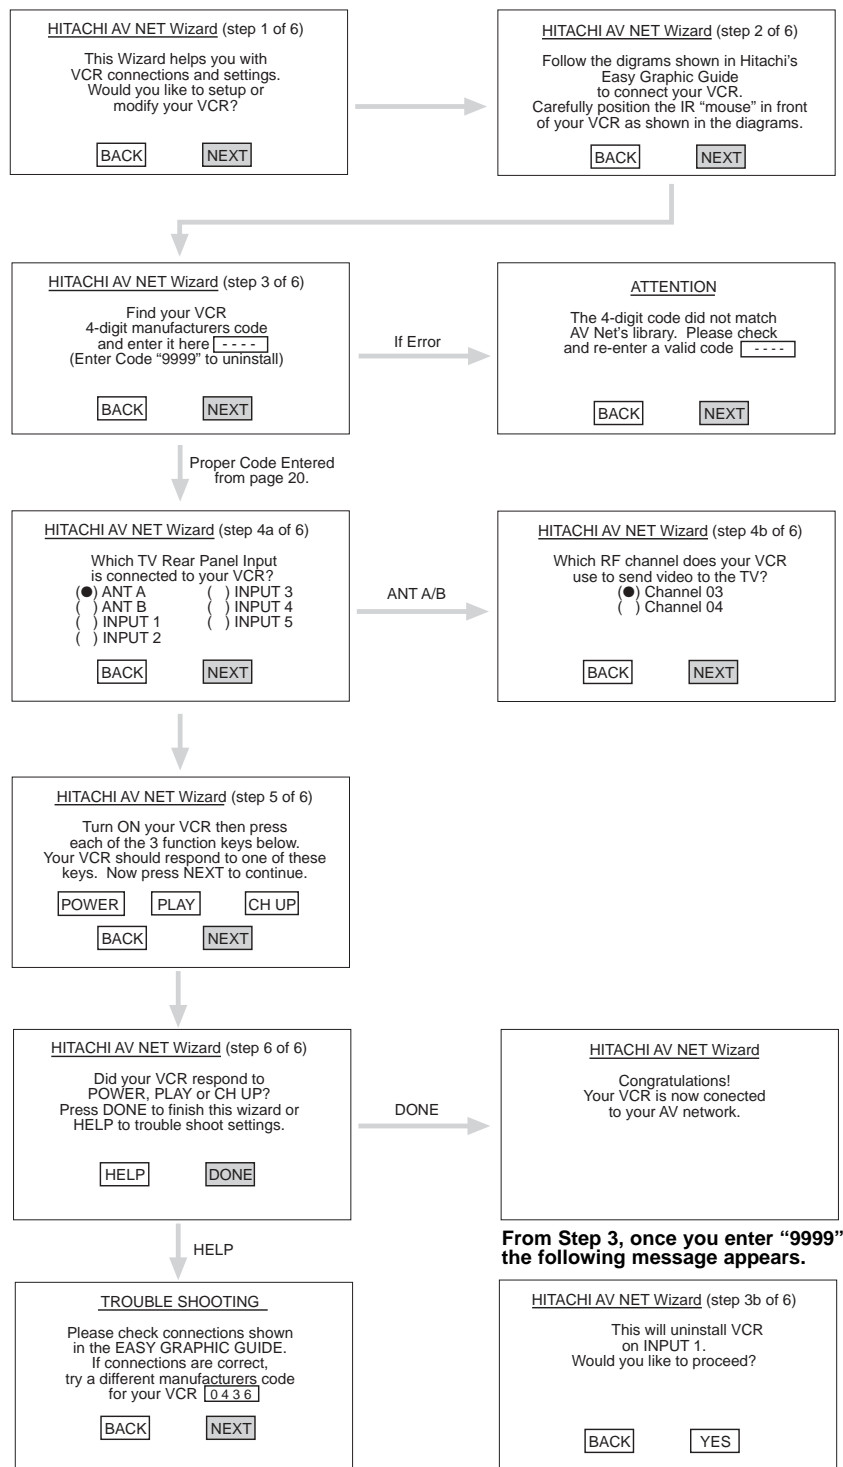 HITACHI AV NET Wizard (step 1 of 6)
This Wizard helps you with
VCR connections and settings.
Would you like to setup or
modify your VCR?
BACK NEXT
HITACHI AV NET Wizard (step 2 of 6)
Follow the digrams shown in Hitachi's
Easy Graphic Guide
to connect your VCR.
Carefully position the IR “mouse” in front
of your VCR as shown in the diagrams.
BACK NEXT
HITACHI AV NET Wizard (step 3 of 6)
Find your VCR
4-digit manufacturers code
and enter it here - - - -
(Enter Code “9999” to uninstall)
BACK NEXT
If Error
ATTENTION
The 4-digit code did not match
AV Net's library. Please check
and re-enter a valid code - - - -
BACK NEXT
Proper Code Entered
from page 20.
HITACHI AV NET Wizard (step 4a of 6)
Which TV Rear Panel Input
is connected to your VCR?
(●) ANT A ( ) INPUT 3
( ) ANT B ( ) INPUT 4
( ) INPUT 1 ( ) INPUT 5
( ) INPUT 2
BACK NEXT
ANT A/B
HITACHI AV NET Wizard (step 4b of 6)
Which RF channel does your VCR
use to send video to the TV?
(●) Channel 03
( ) Channel 04
BACK NEXT
HITACHI AV NET Wizard (step 5 of 6)
Turn ON your VCR then press
each of the 3 function keys below.
Your VCR should respond to one of these
keys. Now press NEXT to continue.
POWER PLAY CH UP
BACK NEXT
HITACHI AV NET Wizard (step 6 of 6)
Did your VCR respond to
POWER, PLAY or CH UP?
Press DONE to finish this wizard or
HELP to trouble shoot settings.
HELP DONE
DONE
HITACHI AV NET Wizard
Congratulations!
Your VCR is now conected
to your AV network.
HELP
TROUBLE SHOOTING
Please check connections shown
in the EASY GRAPHIC GUIDE.
If connections are correct,
try a different manufacturers code
for your VCR 0 4 3 6
BACK NEXT
From Step 3, once you enter “9999”
the following message appears.
HITACHI AV NET Wizard (step 3b of 6)
This will uninstall VCR
on INPUT 1.
Would you like to proceed?
BACK YES